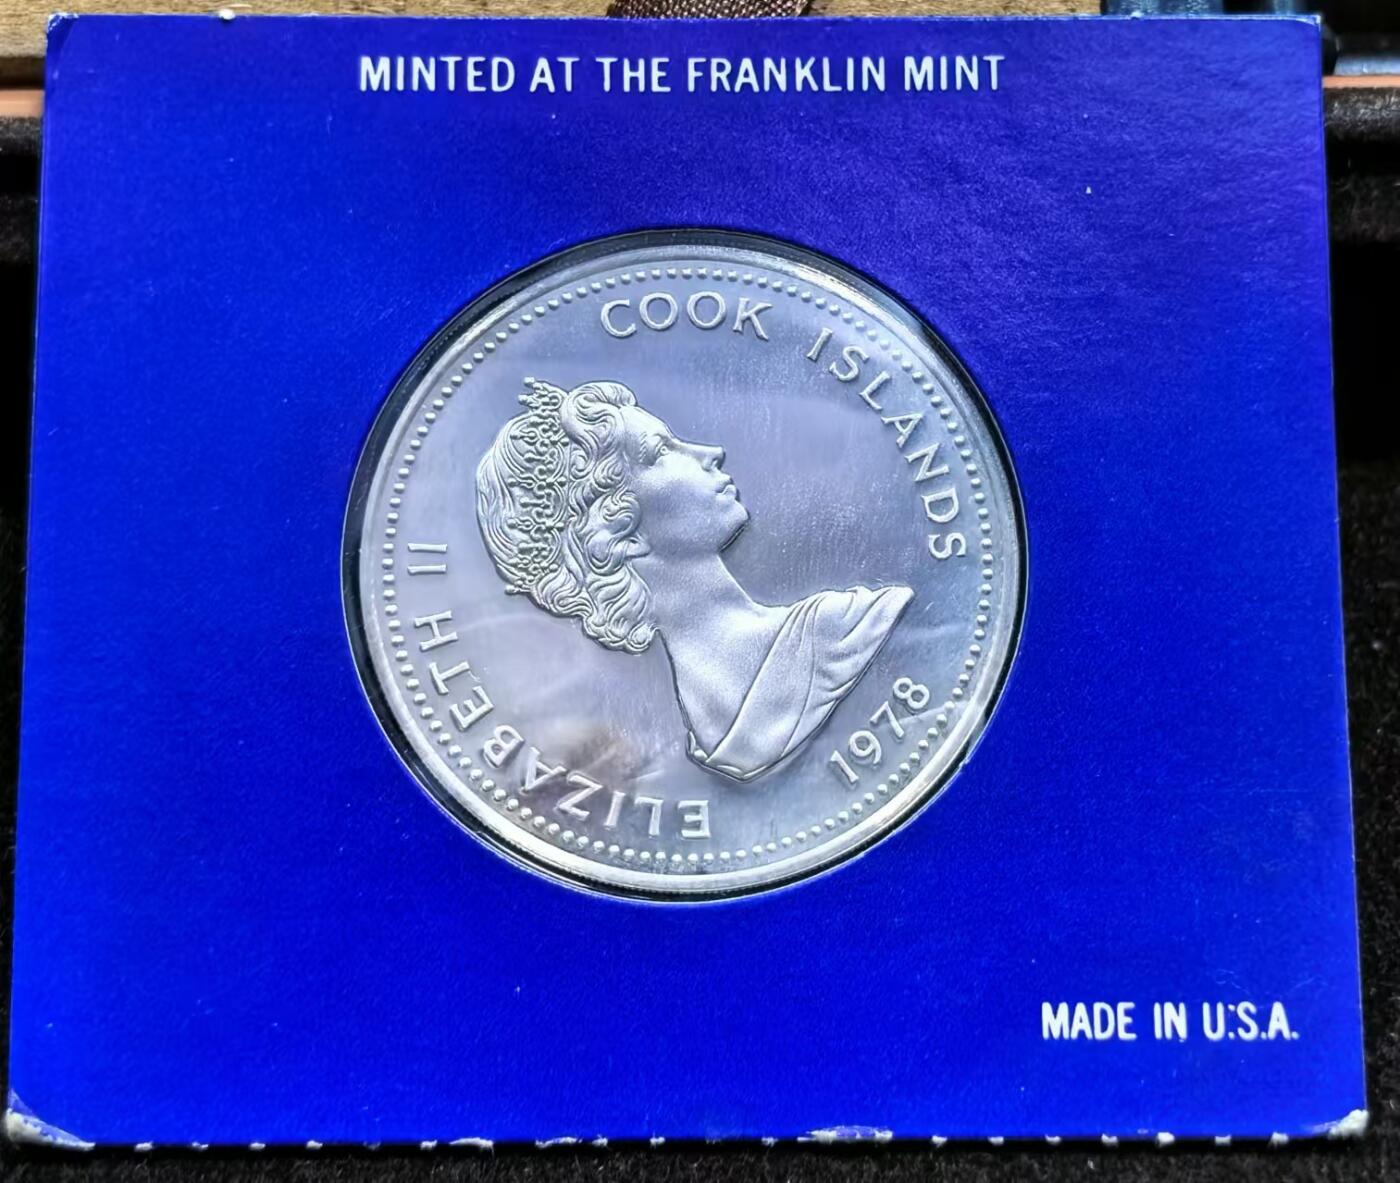 MINTED AT THE FRANKLIN MINT
ELIZABETH II
COOK ISLANDS
1978
MADE IN U.S.A.